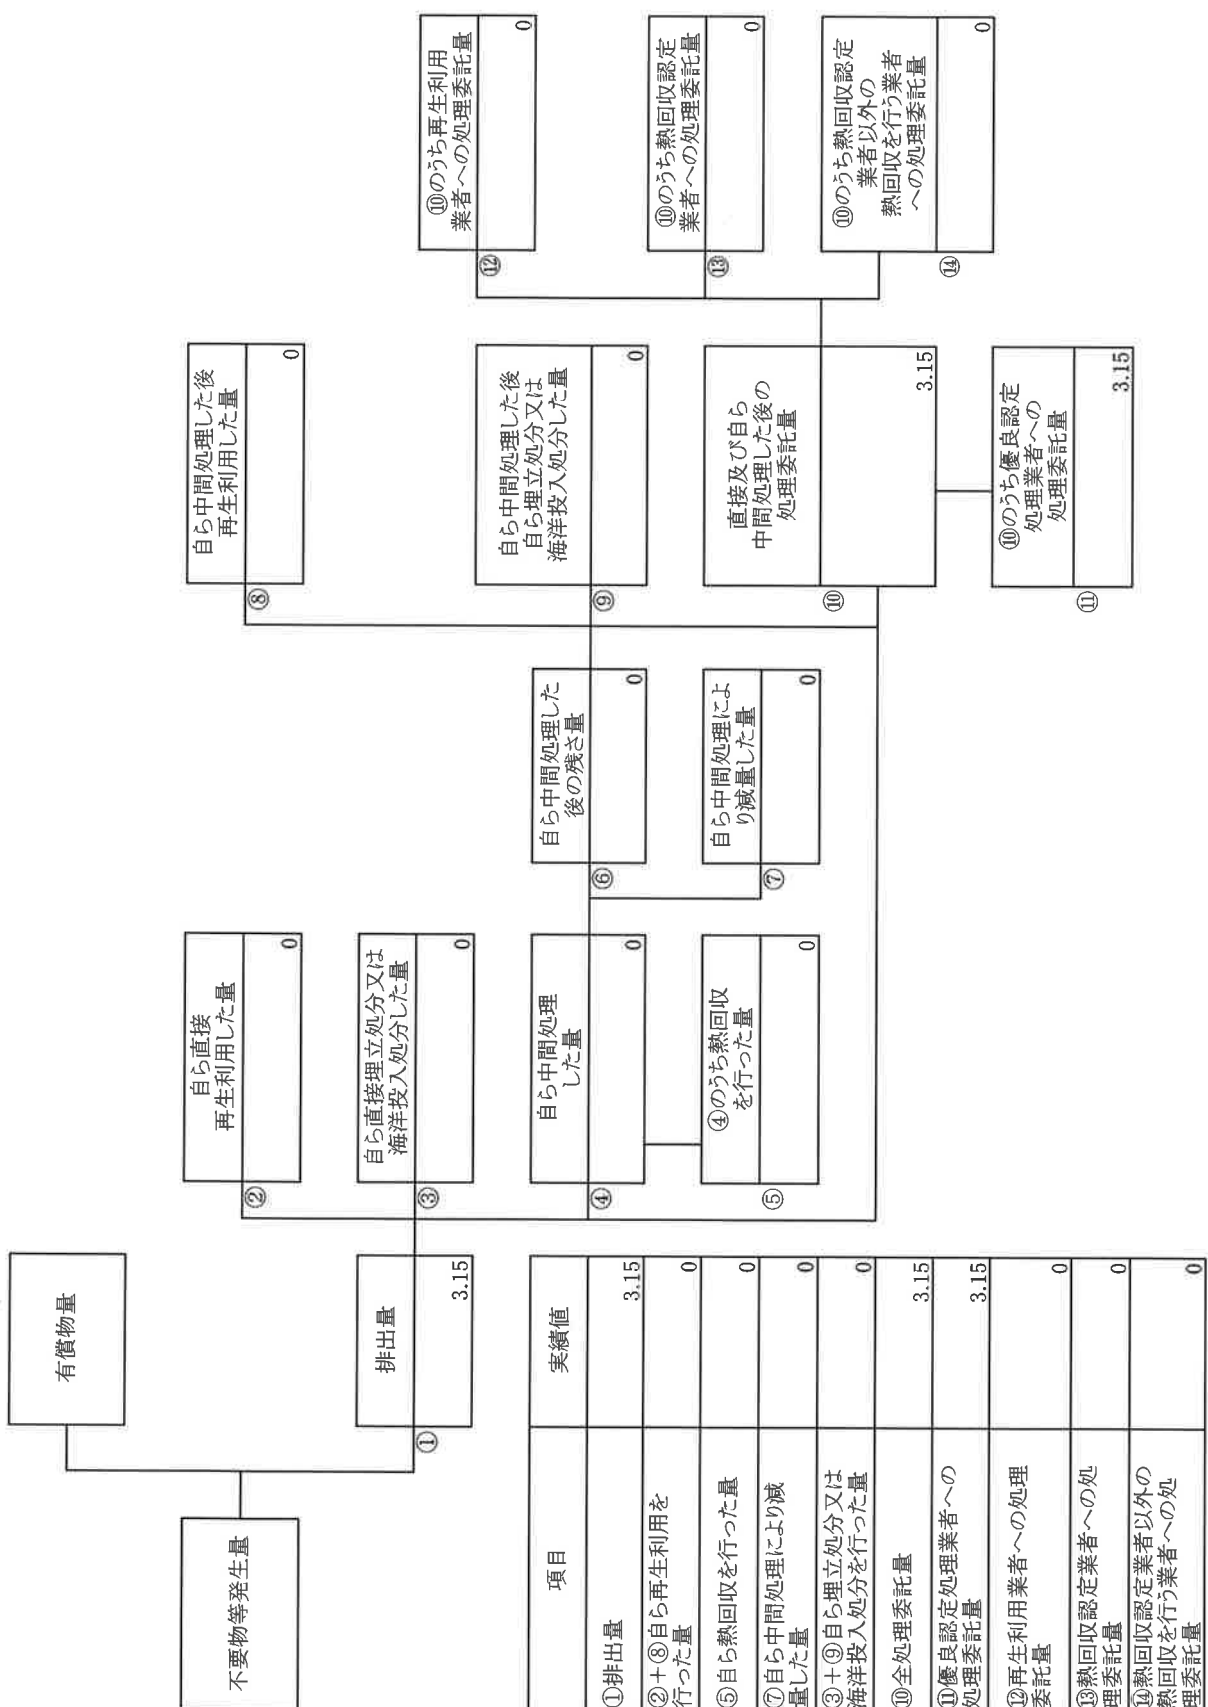 不要物等発生量
有償物量
①
排出量
3.15
②
自ら直接
再生利用した量
0
③
自ら直接埋立処分又は
海洋投入処分した量
0
④
自ら中間処理
した量
0
⑤
④のうち熱回収
を行った量
0
⑥
自ら中間処理した
後の残さ量
0
⑦
自ら中間処理によ
り減量した量
0
⑧
自ら中間処理した後
再生利用した量
0
⑨
自ら中間処理した後
自ら埋立処分又は
海洋投入処分した量
0
⑩
直接及び自ら
中間処理した後の
処理委託量
3.15
⑪
⑩のうち優良認定
処理業者への
処理委託量
3.15
⑫
⑩のうち再生利用
業者への処理委託量
0
⑬
⑩のうち熱回収認定
業者への処理委託量
0
⑭
⑩のうち熱回収認定
業者以外の
熱回収を行う業者
への処理委託量
0
項目 実績値
①排出量 3.15
②+⑧自ら再生利用を
行った量 0
⑤自ら熱回収を行った量 0
⑦自ら中間処理により減
量した量 0
③+⑨自ら埋立処分又は
海洋投入処分を行った量 0
⑩全処理委託量 3.15
⑪優良認定処理業者への
処理委託量 3.15
⑫再生利用業者への処理
委託量 0
⑬熱回収認定業者への処
理委託量 0
⑭熱回収認定業者以外の
熱回収を行う業者への処
理委託量 0